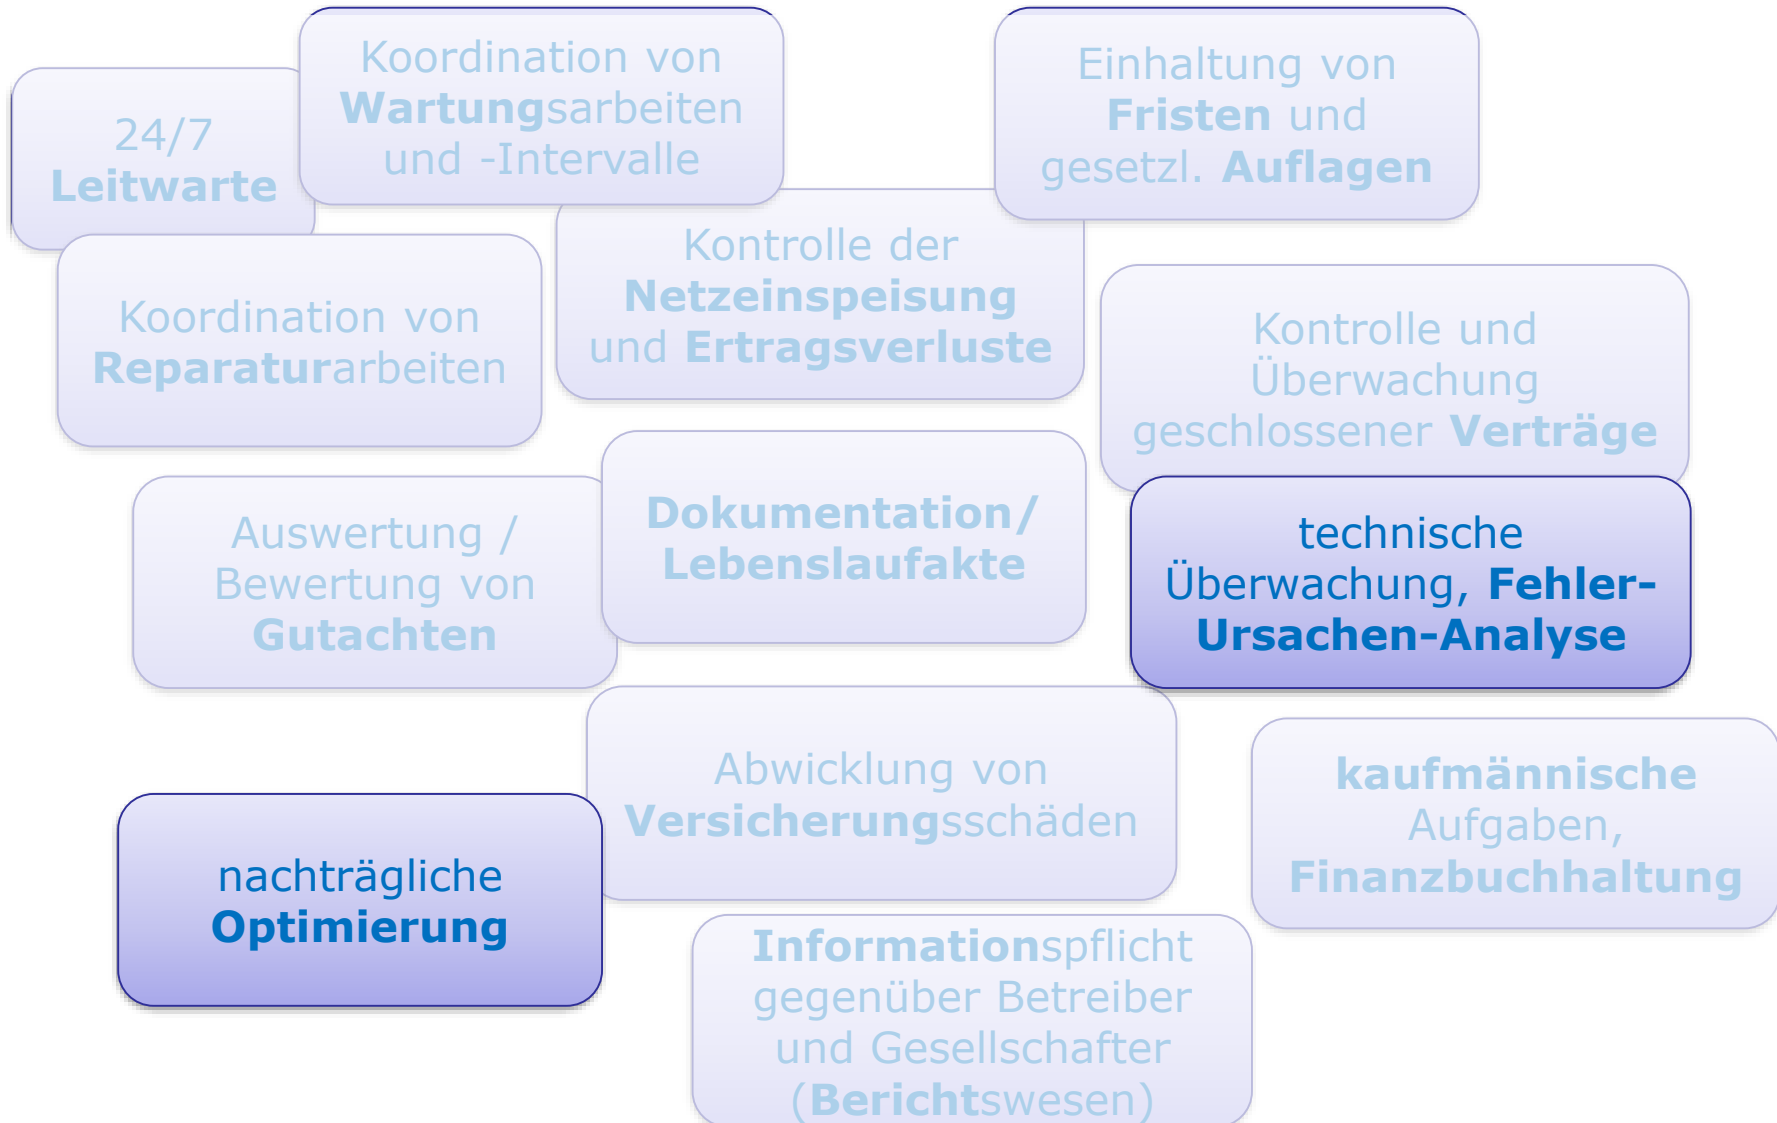 Koordination von
Wartungsarbeiten
und -Intervalle
Einhaltung von
Fristen und
gesetzl. Auflagen
24/7
Leitwarte
Kontrolle der
Netzeinspeisung
und Ertragsverluste
Koordination von
Reparaturarbeiten
Kontrolle und
Überwachung
geschlossener Verträge
Auswertung /
Bewertung von
Gutachten
Dokumentation/
Lebenslaufakte
technische
Überwachung, Fehler-
Ursachen-Analyse
Abwicklung von
Versicherungsschäden
kaufmännische
Aufgaben,
Finanzbuchhaltung
nachträgliche
Optimierung
Informationspflicht
gegenüber Betreiber
und Gesellschafter
(Berichtswesen)